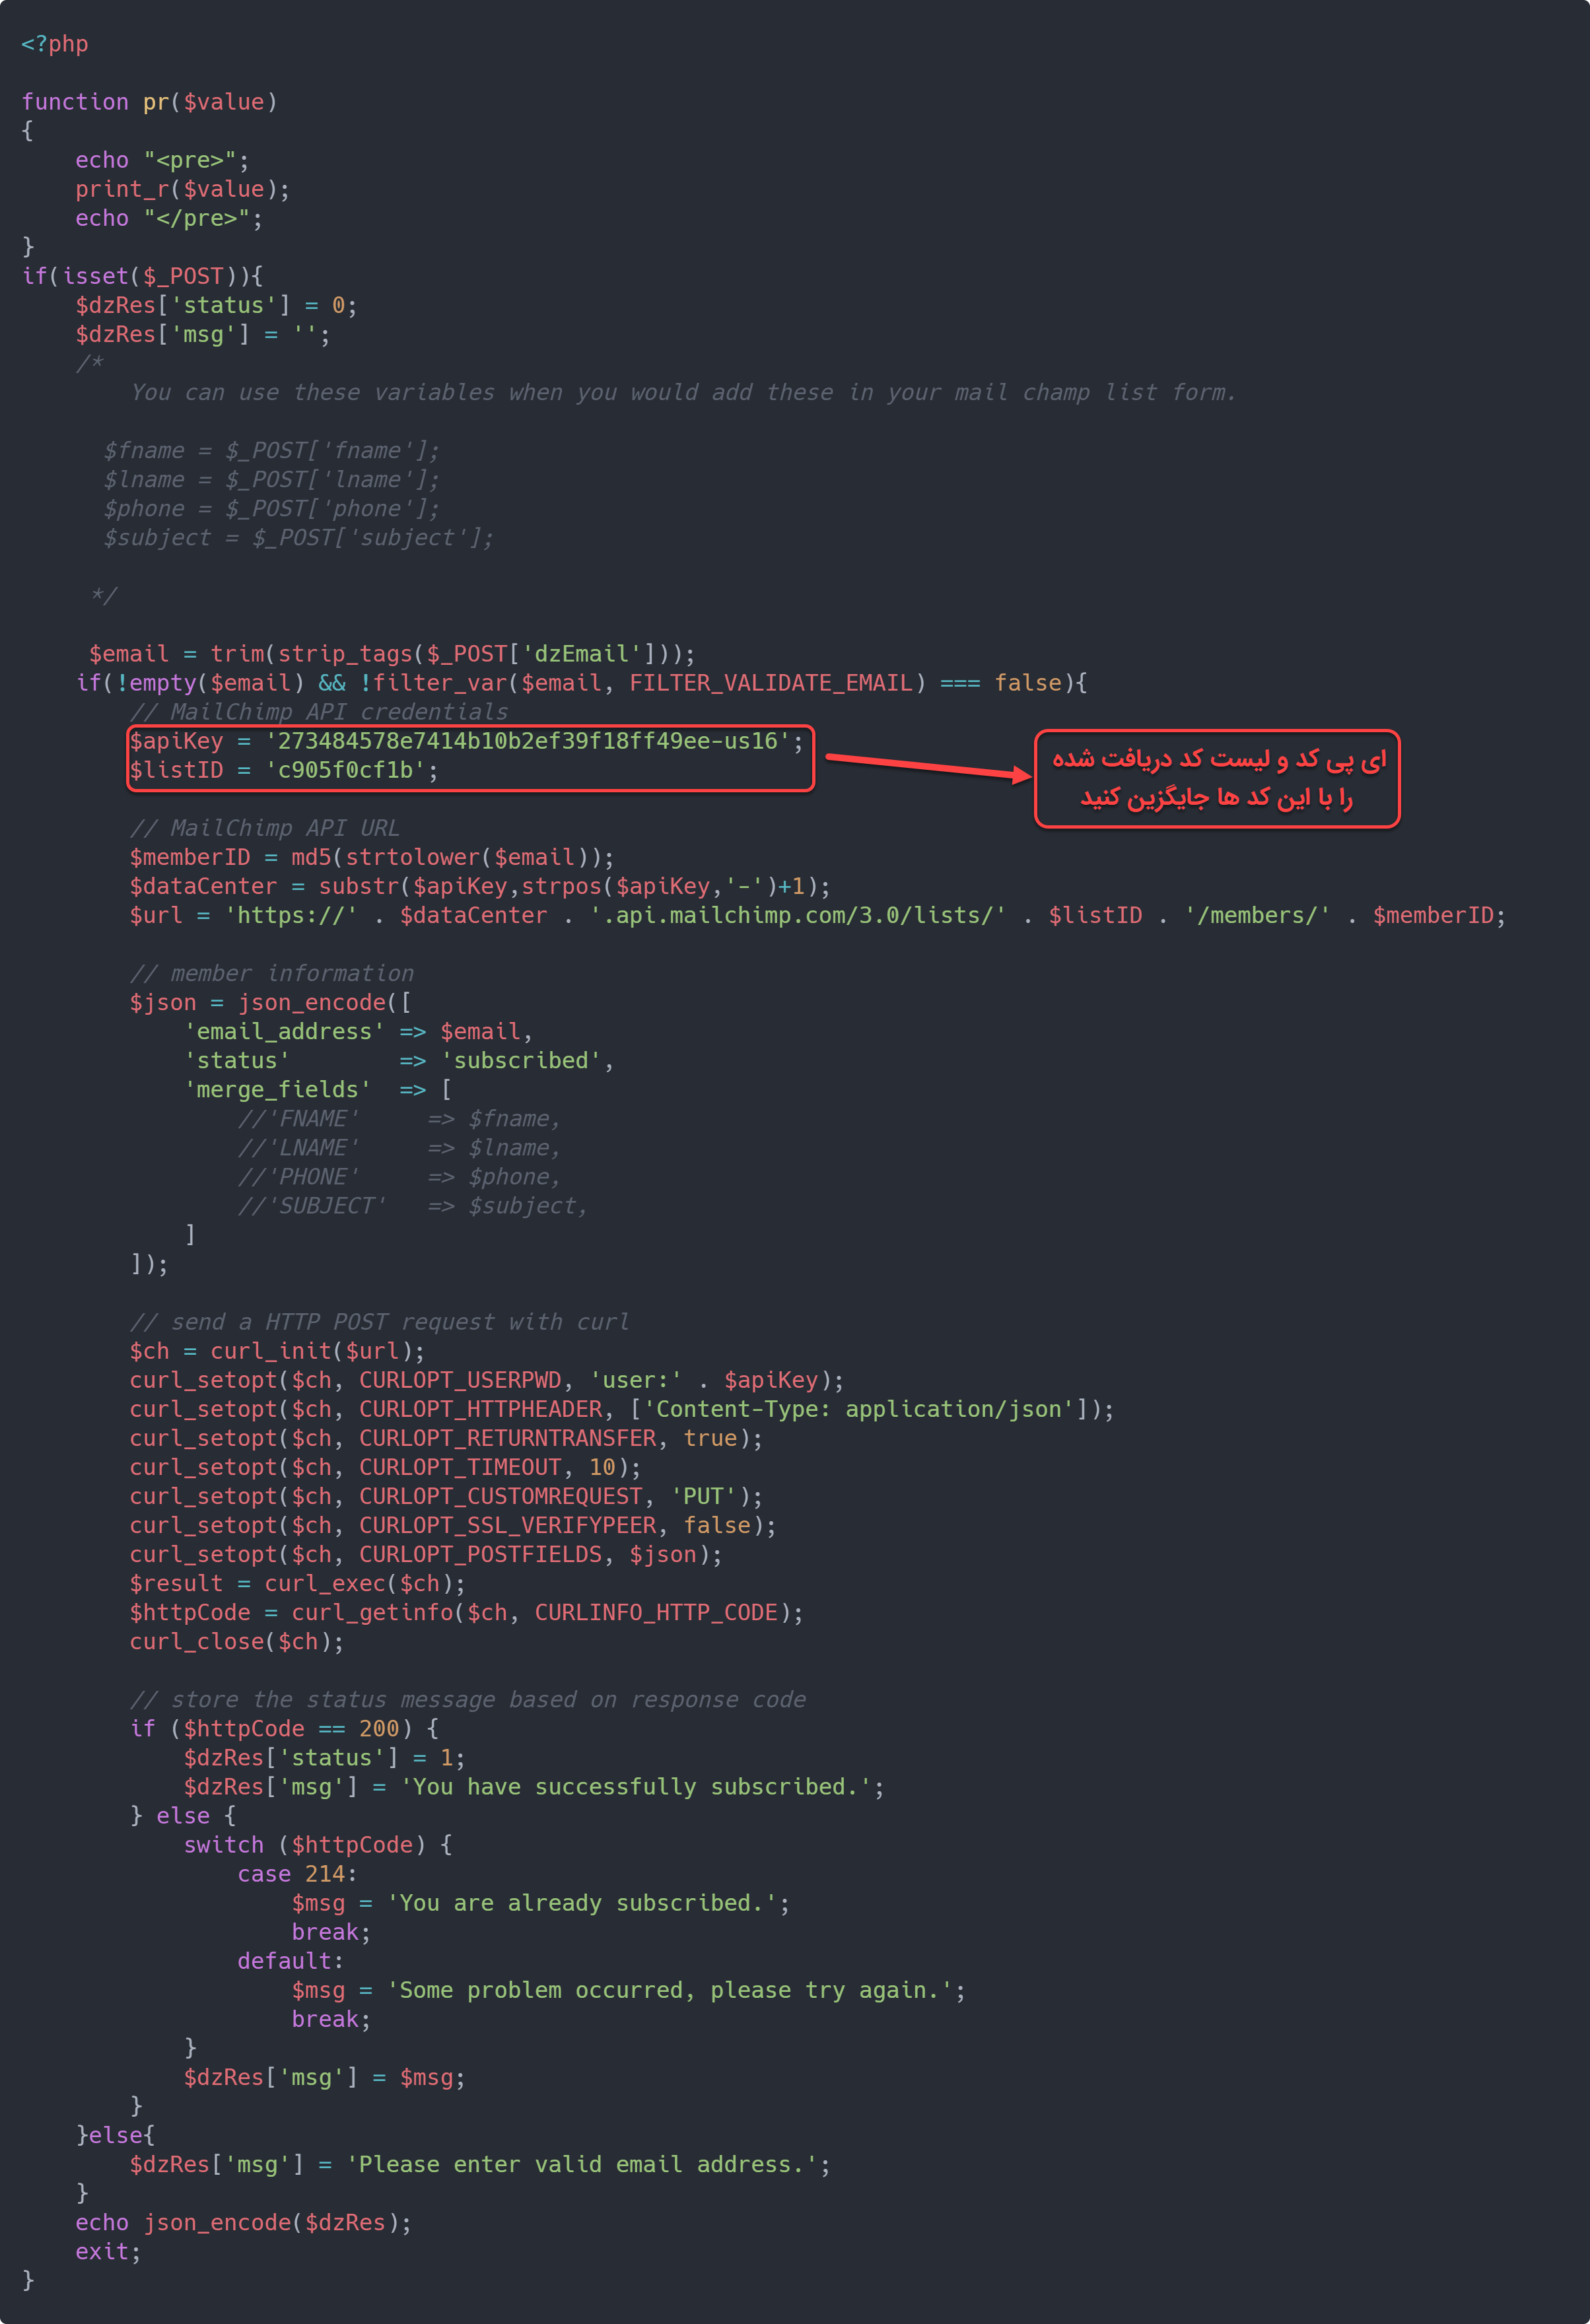 <?php
function pr($value)
{
    echo "<pre>";
    print_r($value);
    echo "</pre>";
}
if(isset($_POST)){
    $dzRes['status'] = 0;
    $dzRes['msg'] = '';
    /*
        You can use these variables when you would add these in your mail champ list form.
      $fname = $_POST['fname'];
      $lname = $_POST['lname'];
      $phone = $_POST['phone'];
      $subject = $_POST['subject'];
     */
     $email = trim(strip_tags($_POST['dzEmail']));
    if(!empty($email) && !filter_var($email, FILTER_VALIDATE_EMAIL) === false){
        // MailChimp API credentials
        $apiKey = '273484578e7414b10b2ef39f18ff49ee-us16';
        $listID = 'c905f0cf1b';
ای پی کد و لیست کد دریافت شده
را با این کد ها جایگزین کنید
        // MailChimp API URL
        $memberID = md5(strtolower($email));
        $dataCenter = substr($apiKey,strpos($apiKey,'-')+1);
        $url = 'https://' . $dataCenter . '.api.mailchimp.com/3.0/lists/' . $listID . '/members/' . $memberID;
        // member information
        $json = json_encode([
            'email_address' => $email,
            'status'        => 'subscribed',
            'merge_fields'  => [
                //'FNAME'     => $fname,
                //'LNAME'     => $lname,
                //'PHONE'     => $phone,
                //'SUBJECT'   => $subject,
            ]
        ]);
        // send a HTTP POST request with curl
        $ch = curl_init($url);
        curl_setopt($ch, CURLOPT_USERPWD, 'user:' . $apiKey);
        curl_setopt($ch, CURLOPT_HTTPHEADER, ['Content-Type: application/json']);
        curl_setopt($ch, CURLOPT_RETURNTRANSFER, true);
        curl_setopt($ch, CURLOPT_TIMEOUT, 10);
        curl_setopt($ch, CURLOPT_CUSTOMREQUEST, 'PUT');
        curl_setopt($ch, CURLOPT_SSL_VERIFYPEER, false);
        curl_setopt($ch, CURLOPT_POSTFIELDS, $json);
        $result = curl_exec($ch);
        $httpCode = curl_getinfo($ch, CURLINFO_HTTP_CODE);
        curl_close($ch);
        // store the status message based on response code
        if ($httpCode == 200) {
            $dzRes['status'] = 1;
            $dzRes['msg'] = 'You have successfully subscribed.';
        } else {
            switch ($httpCode) {
                case 214:
                    $msg = 'You are already subscribed.';
                    break;
                default:
                    $msg = 'Some problem occurred, please try again.';
                    break;
            }
            $dzRes['msg'] = $msg;
        }
    }else{
        $dzRes['msg'] = 'Please enter valid email address.';
    }
    echo json_encode($dzRes);
    exit;
}